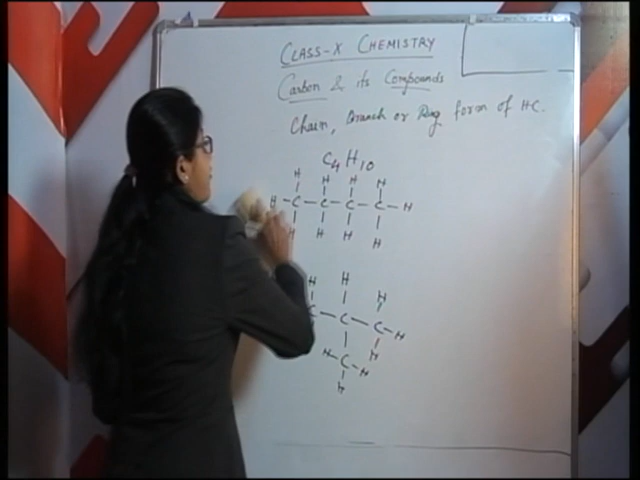 CLASS-X CHEMISTRY
Carbon & its Compounds
Chain, Branch or Ring form of HC.
C4H10
H H H H
H - C - C - C - C - H
H H H H
H H H
C - C - C - H
H
H - C - H
H